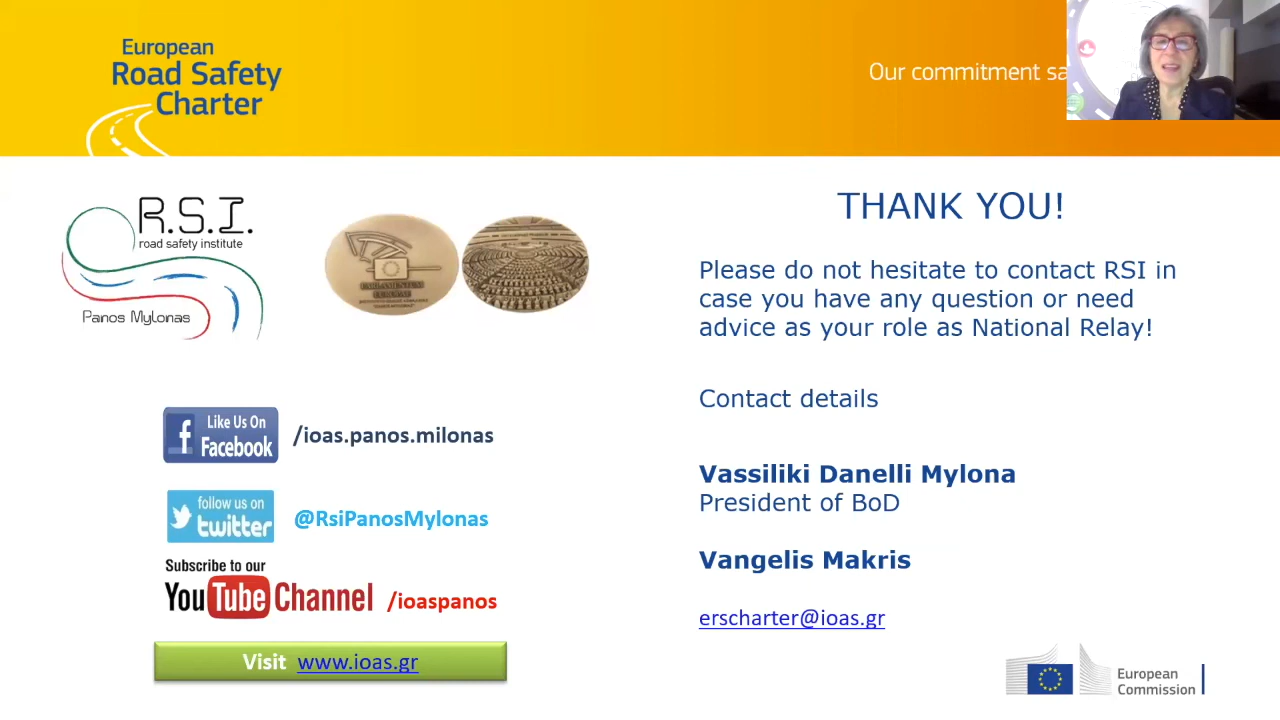 European
Road Safety
Charter
Our commitment sa
R.S.I.
road safety institute
Panos Mylonas
PARLAMENTUM
EUROPAE
THANK YOU!
Please do not hesitate to contact RSI in
case you have any question or need
advice as your role as National Relay!
Contact details
Vassiliki Danelli Mylona
President of BoD
Vangelis Makris
erscharter@ioas.gr
Like Us On
Facebook
/ioas.panos.milonas
follow us on
twitter
@RsiPanosMylonas
Subscribe to our
YouTube Channel /ioaspanos
Visit www.ioas.gr
European
Commission